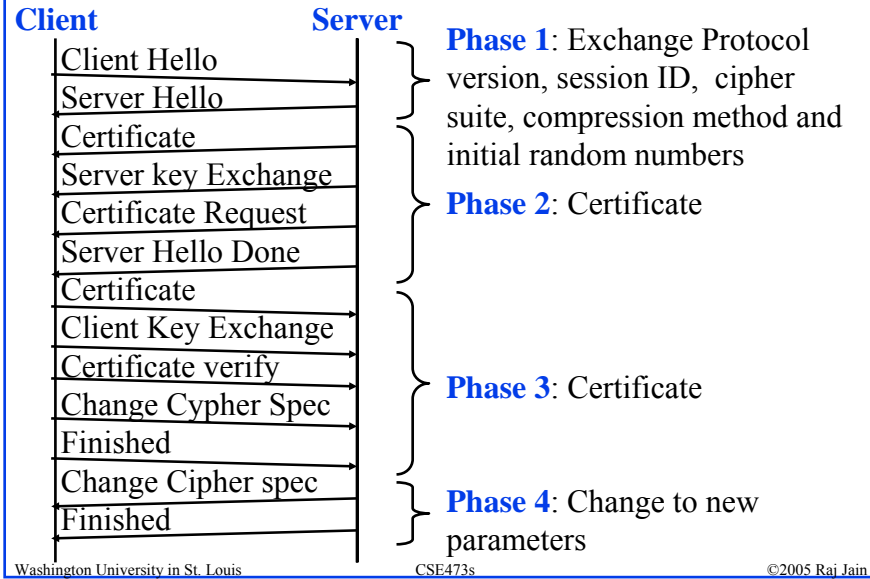 Client Server
Client Hello
Server Hello
Certificate
Server key Exchange
Certificate Request
Server Hello Done
Certificate
Client Key Exchange
Certificate verify
Change Cypher Spec
Finished
Change Cipher spec
Finished
Phase 1: Exchange Protocol
version, session ID, cipher
suite, compression method and
initial random numbers
Phase 2: Certificate
Phase 3: Certificate
Phase 4: Change to new
parameters
Washington University in St. Louis CSE473s ©2005 Raj Jain